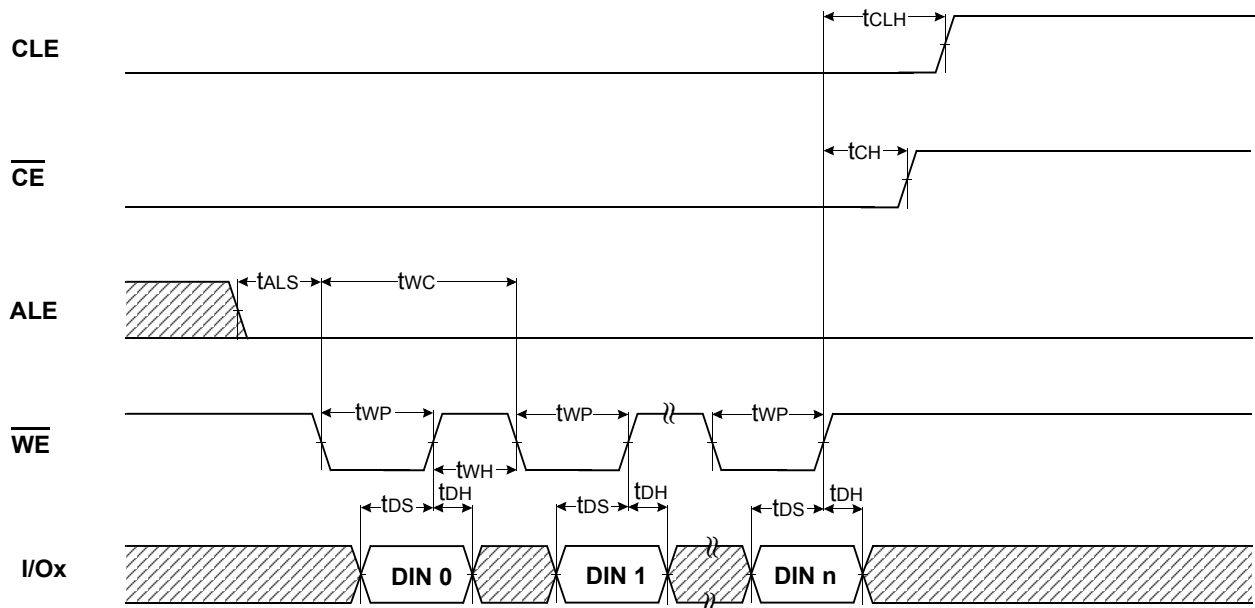 tCLH
CLE
tCH
CE
tALS
tWC
ALE
tWP
tWP
tWP
WE
tWH
tDS
tDH
tDS
tDH
tDS
tDH
I/Ox
DIN 0
DIN 1
DIN n